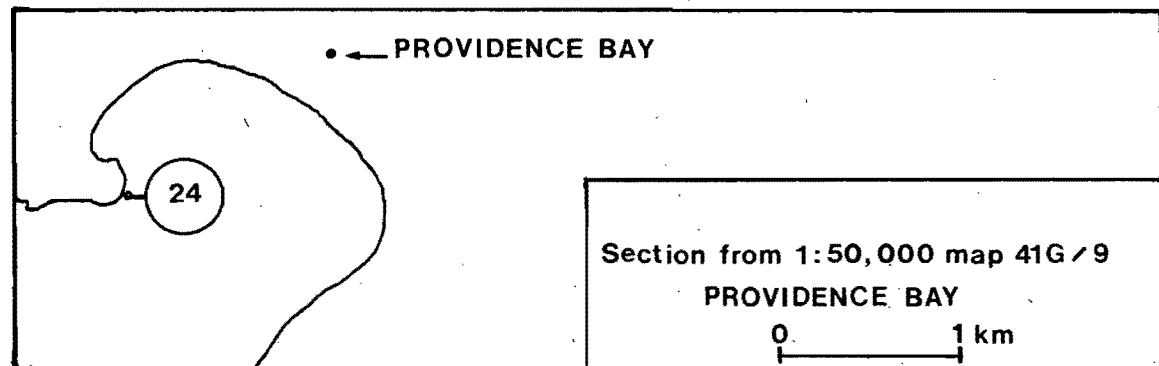 PROVIDENCE BAY
24
Section from 1:50,000 map 41G/9
PROVIDENCE BAY
0 1 km